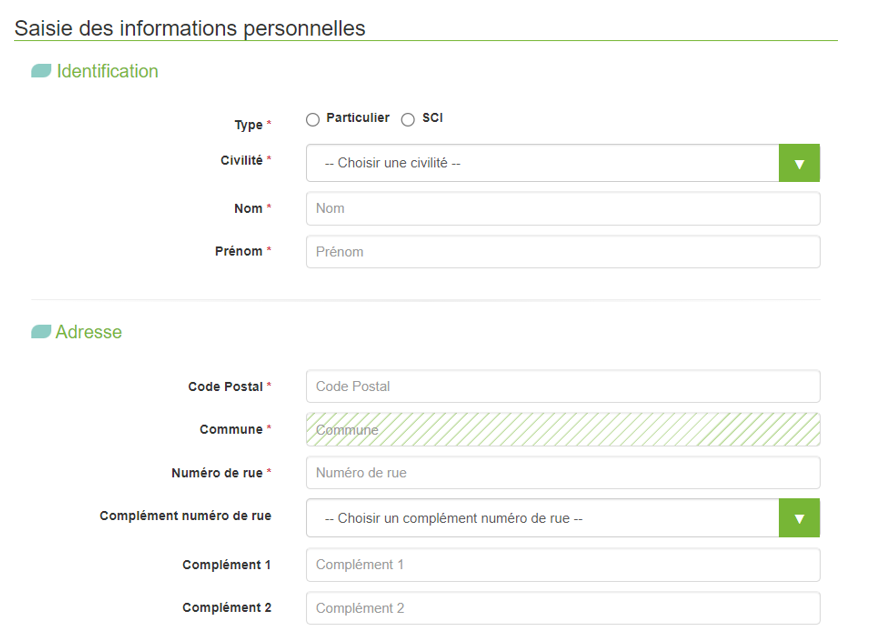 Saisie des informations personnelles
Identification
Type * Particulier SCI
Civilité * -- Choisir une civilité --
Nom * Nom
Prénom * Prénom
Adresse
Code Postal * Code Postal
Commune * Commune
Numéro de rue * Numéro de rue
Complément numéro de rue -- Choisir un complément numéro de rue --
Complément 1 Complément 1
Complément 2 Complément 2